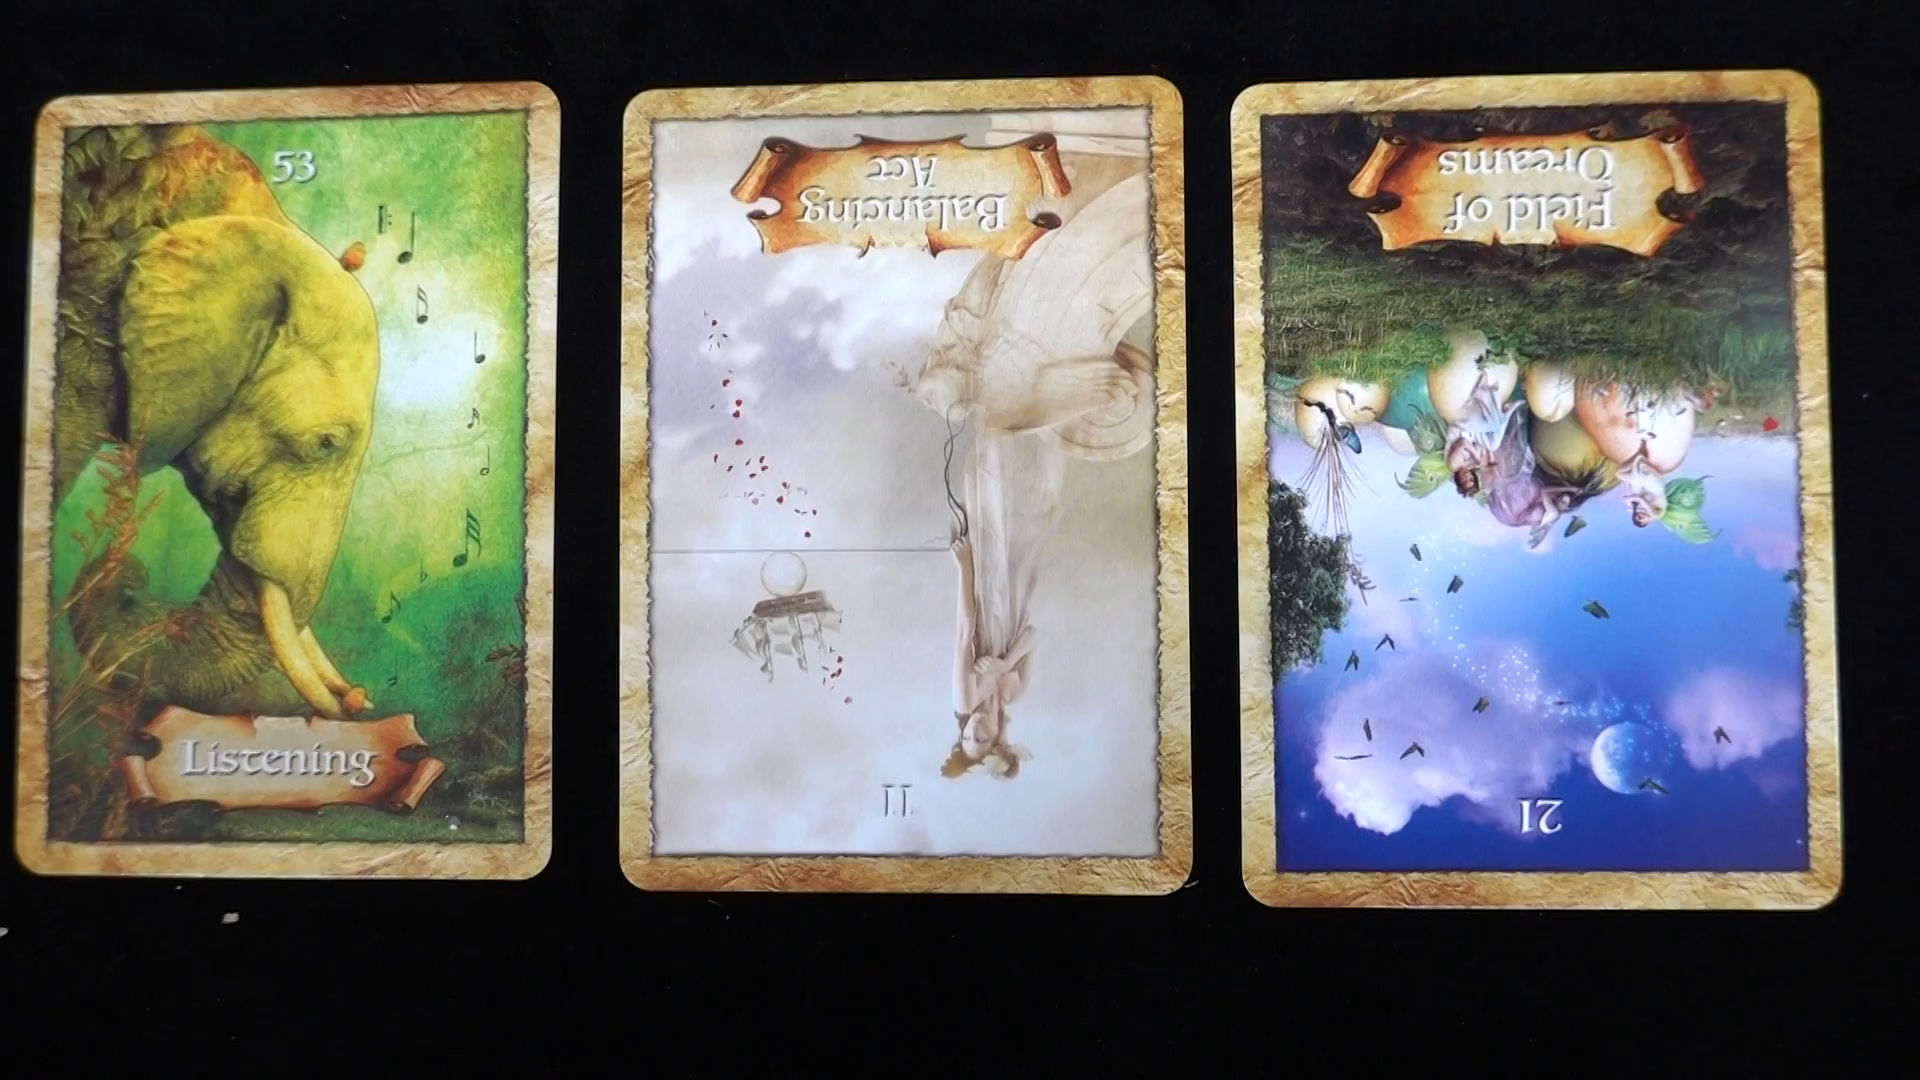 53
Listening
Balancing
Act
11
Field of
Dreams
21